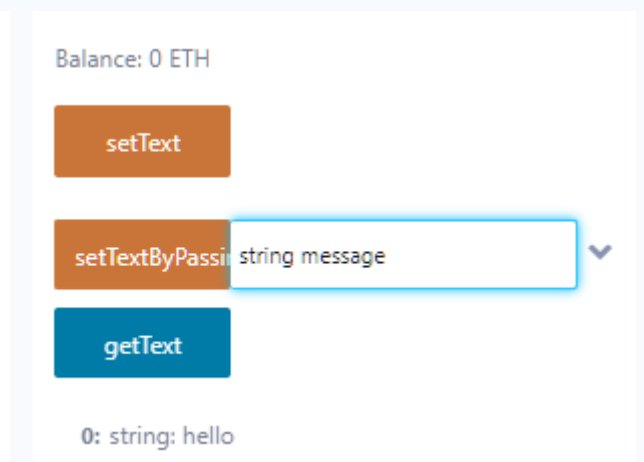 Balance: 0 ETH
setText
setTextByPassi string message
getText
0: string: hello